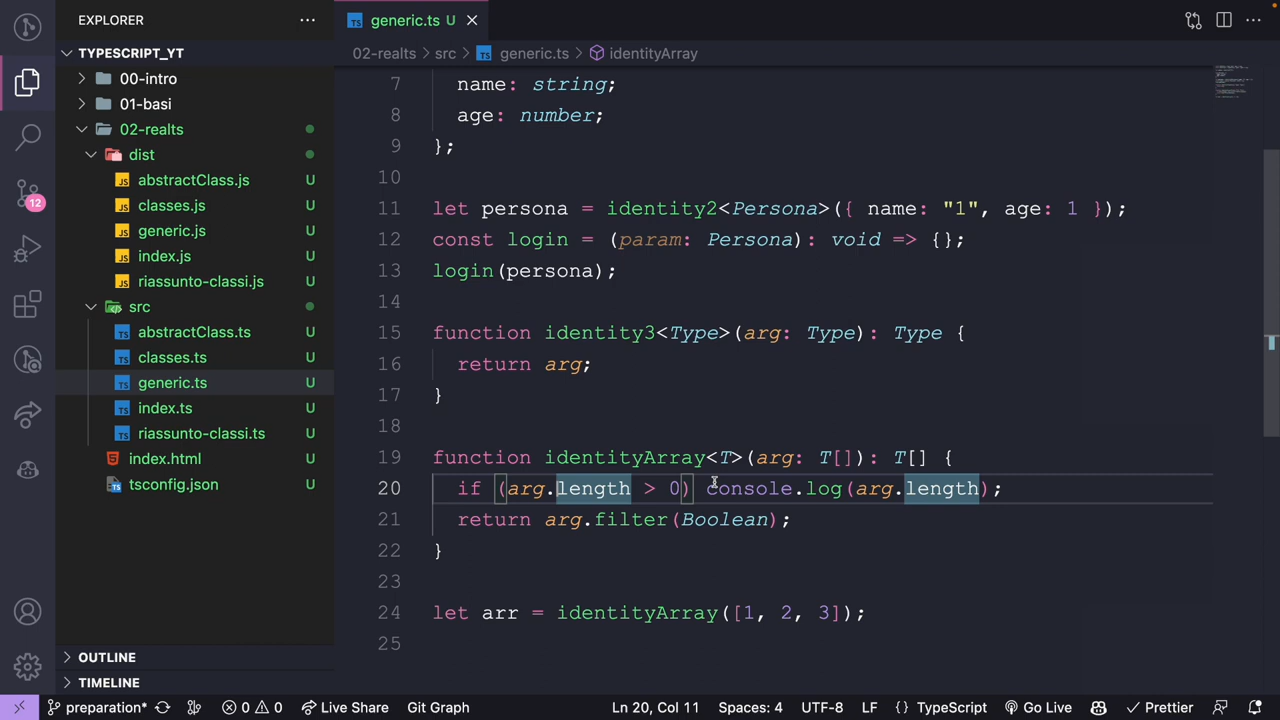 EXPLORER
generic.ts U
TYPESCRIPT_YT
02-realts src generic.ts identityArray
00-intro
01-basi
02-realts
dist
abstractClass.js U
classes.js U
generic.js U
index.js U
riassunto-classi.js U
src
abstractClass.ts U
classes.ts U
generic.ts U
index.ts U
riassunto-classi.ts U
index.html U
tsconfig.json U
OUTLINE
TIMELINE
12
7 name: string;
8 age: number;
9 };
10
11 let persona = identity2<Persona>({ name: "1", age: 1 });
12 const login = (param: Persona): void => {};
13 login(persona);
14
15 function identity3<Type>(arg: Type): Type {
16 return arg;
17 }
18
19 function identityArray<T>(arg: T[]): T[] {
20 if (arg.length > 0) console.log(arg.length);
21 return arg.filter(Boolean);
22 }
23
24 let arr = identityArray([1, 2, 3]);
25
preparation* 0 0 Live Share Git Graph Ln 20, Col 11 Spaces: 4 UTF-8 LF {} TypeScript Go Live Prettier